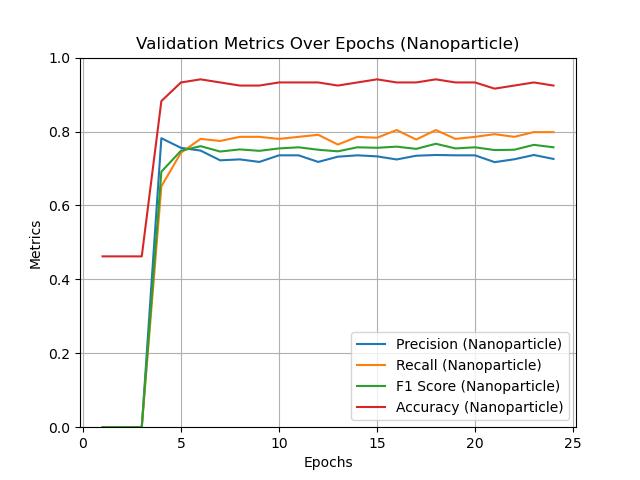 Validation Metrics Over Epochs (Nanoparticle)
1.0
0.8
0.6
0.4
0.2
0.0
Metrics
0 5 10 15 20 25
Epochs
Precision (Nanoparticle)
Recall (Nanoparticle)
F1 Score (Nanoparticle)
Accuracy (Nanoparticle)